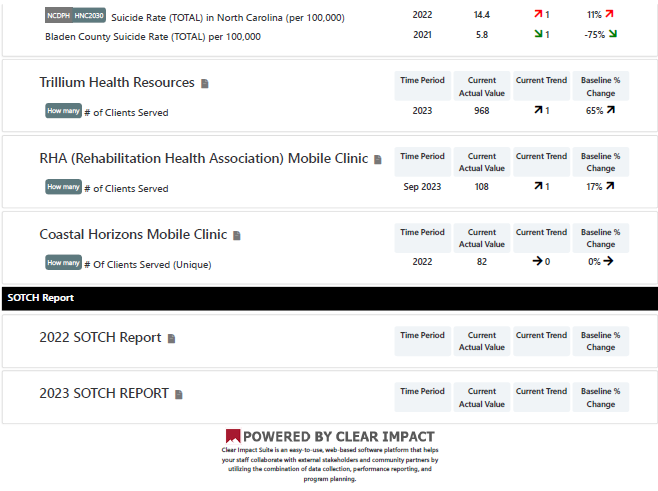 NCDPH HNC2030 Suicide Rate (TOTAL) in North Carolina (per 100,000) 2022 14.4 1 11%
Bladen County Suicide Rate (TOTAL) per 100,000 2021 5.8 1 -75%
Trillium Health Resources Time Period Current Actual Value Current Trend Baseline % Change
How many # of Clients Served 2023 968 1 65%
RHA (Rehabilitation Health Association) Mobile Clinic Time Period Current Actual Value Current Trend Baseline % Change
How many # of Clients Served Sep 2023 108 1 17%
Coastal Horizons Mobile Clinic Time Period Current Actual Value Current Trend Baseline % Change
How many # Of Clients Served (Unique) 2022 82 0 0%
SOTCH Report
2022 SOTCH Report Time Period Current Actual Value Current Trend Baseline % Change
2023 SOTCH REPORT Time Period Current Actual Value Current Trend Baseline % Change
POWERED BY CLEAR IMPACT
Clear Impact Suite is an easy-to-use, web-based software platform that helps
your staff collaborate with external stakeholders and community partners by
utilizing the combination of data collection, performance reporting, and
program planning.